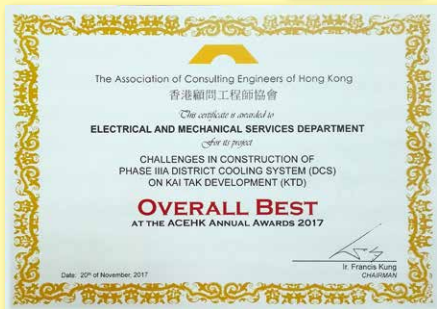 The Association of Consulting Engineers of Hong Kong
香港顧問工程師協會
This certificate is awarded to
ELECTRICAL AND MECHANICAL SERVICES DEPARTMENT
For its project
CHALLENGES IN CONSTRUCTION OF
PHASE IIIA DISTRICT COOLING SYSTEM (DCS)
ON KAI TAK DEVELOPMENT (KTD)
OVERALL BEST
AT THE ACEHK ANNUAL AWARDS 2017
Ir. Francis Kung
CHAIRMAN
Date: 20th of November, 2017